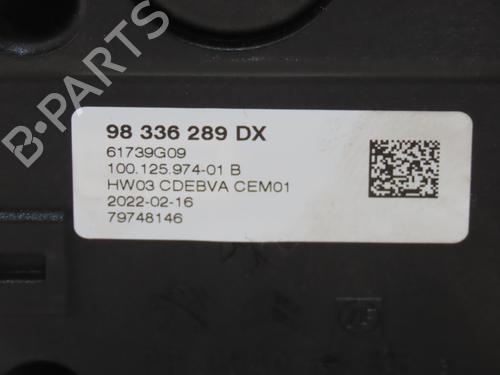 B-PARTS
98 336 289 DX
61739G09
100.125.974-01 B
HW03 CDEBVA CEM01
2022-02-16
79748146